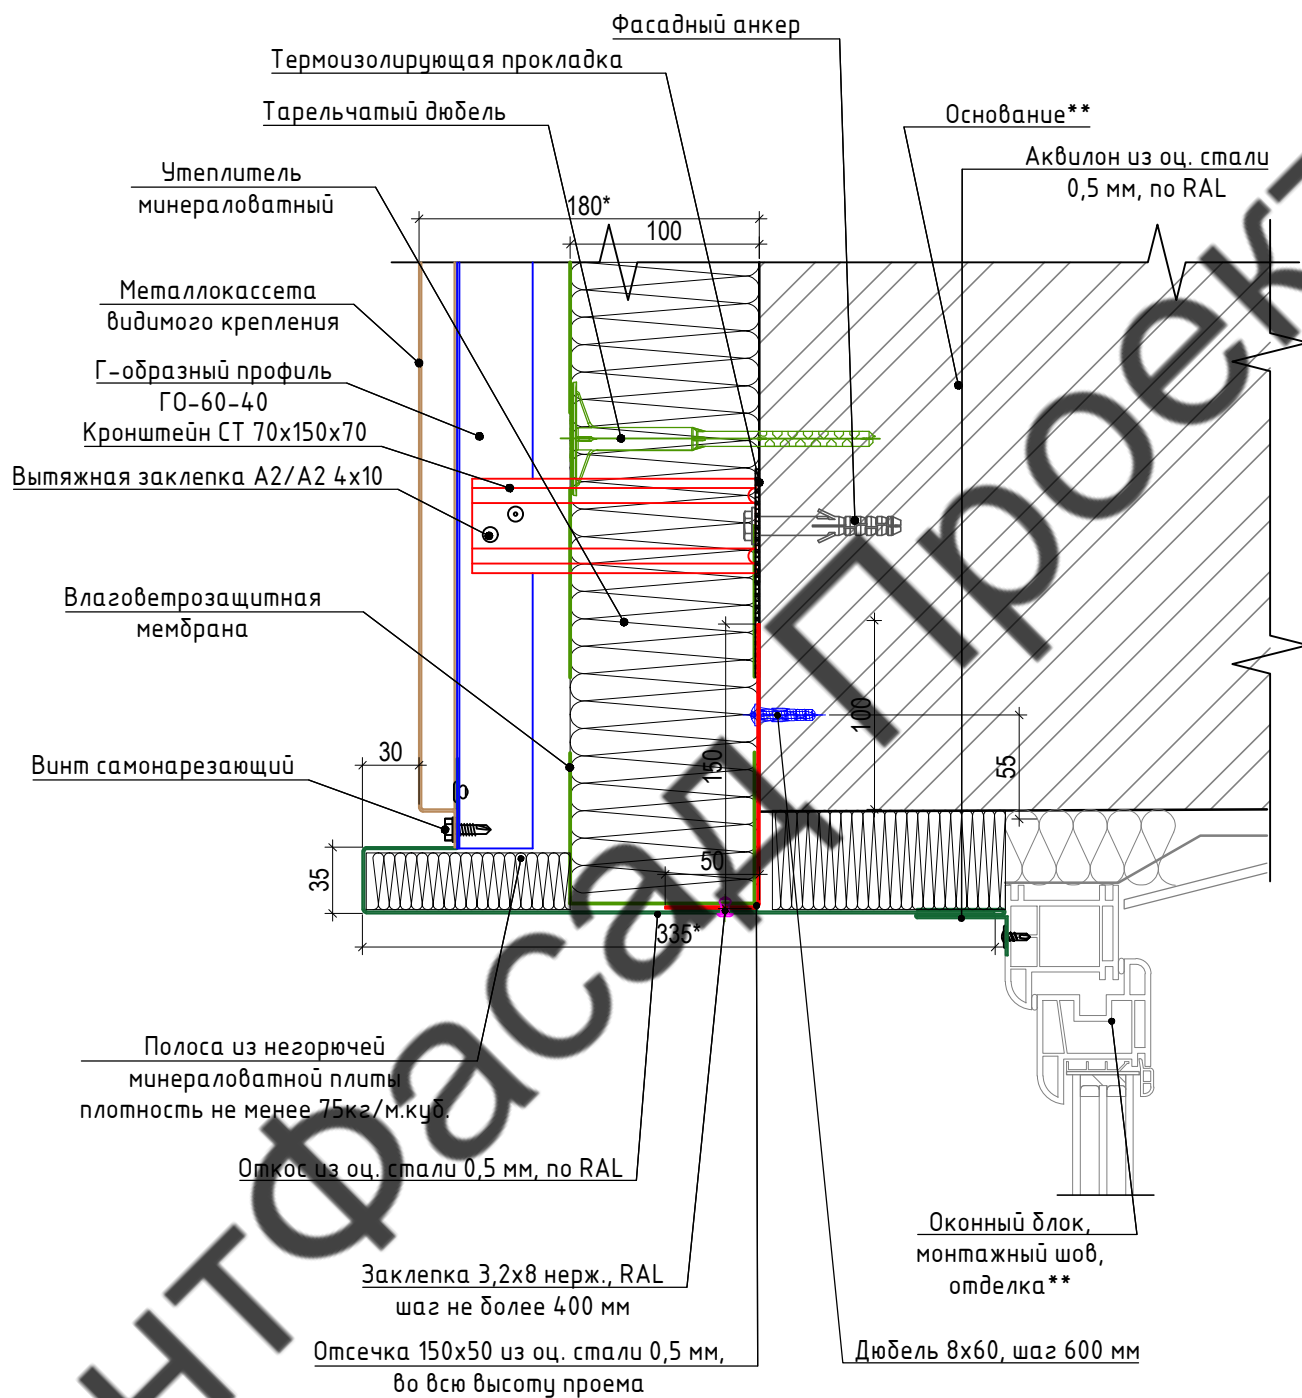 Фасадный анкер
Термоизолирующая прокладка
Тарельчатый дюбель
Основание**
Аквилон из оц. стали
0,5 мм, по RAL
Утеплитель
минераловатный
180*
100
Металлокассета
видимого крепления
Г-образный профиль
ГО-60-40
Кронштейн СТ 70х150х70
Вытяжная заклепка А2/А2 4х10
Влаговетрозащитная
мембрана
100
150
55
30
Винт самонарезающий
50
35
335*
Полоса из негорючей
минераловатной плиты
плотность не менее 75кг/м.куб.
Откос из оц. стали 0,5 мм, по RAL
Оконный блок,
монтажный шов,
отделка**
Заклепка 3,2х8 нерж., RAL
шаг не более 400 мм
Отсечка 150х50 из оц. стали 0,5 мм,
во всю высоту проема
Дюбель 8х60, шаг 600 мм
нтФасад Проект